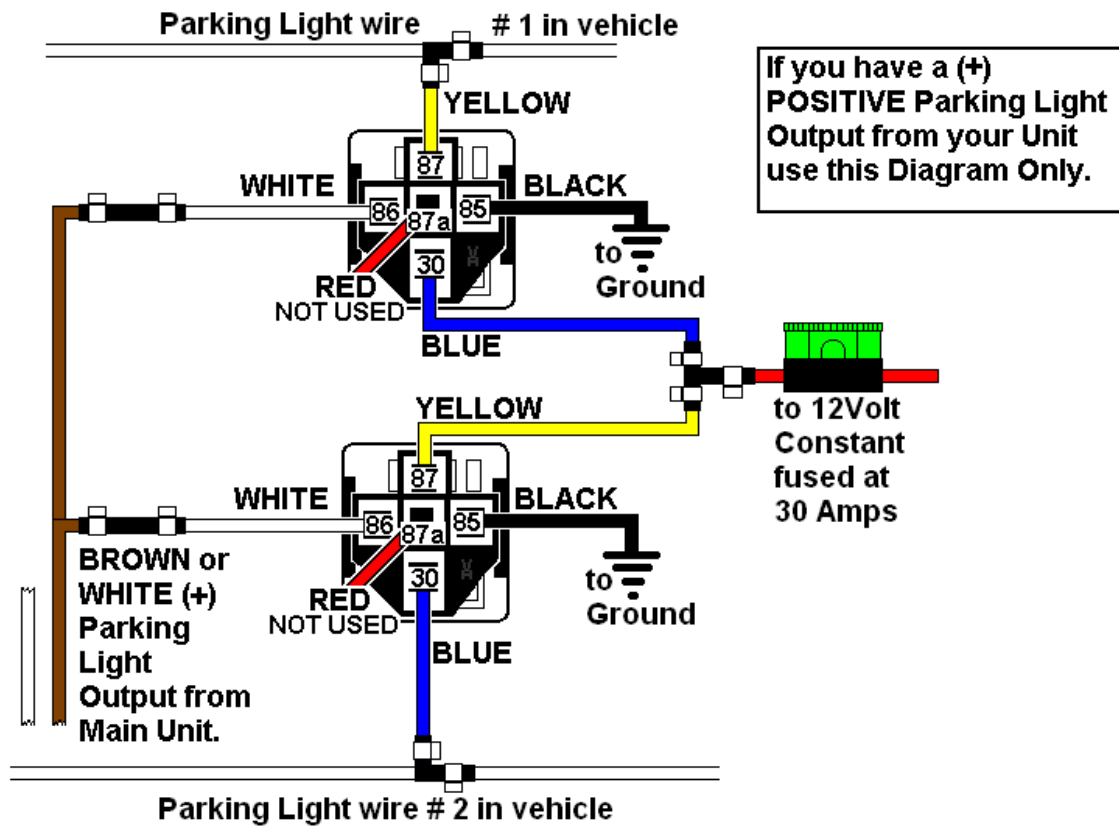 Parking Light wire # 1 in vehicle
If you have a (+)
POSITIVE Parking Light
Output from your Unit
use this Diagram Only.
YELLOW
87
WHITE
BLACK
86
85
87a
30
RED
NOT USED
to
Ground
BLUE
YELLOW
to 12Volt
Constant
fused at
30 Amps
87
WHITE
BLACK
86
85
87a
30
RED
NOT USED
to
Ground
BROWN or
WHITE (+)
Parking
Light
Output from
Main Unit.
BLUE
Parking Light wire # 2 in vehicle